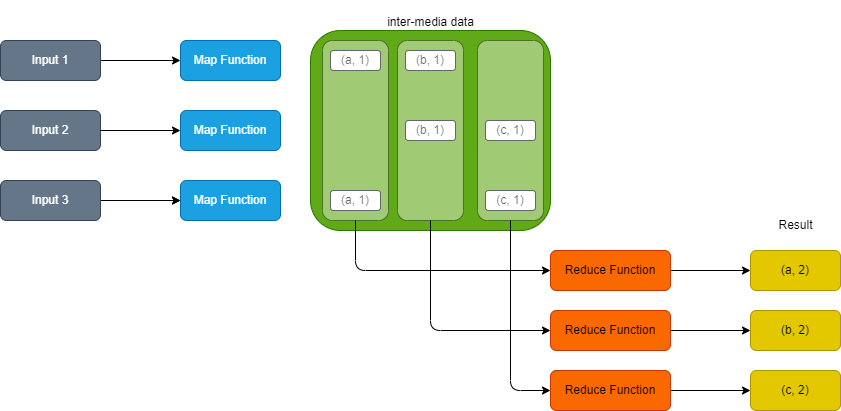 inter-media data
Input 1
Map Function
(a, 1)
(b, 1)
Input 2
Map Function
(b, 1)
(c, 1)
Input 3
Map Function
(a, 1)
(c, 1)
Result
Reduce Function
(a, 2)
Reduce Function
(b, 2)
Reduce Function
(c, 2)